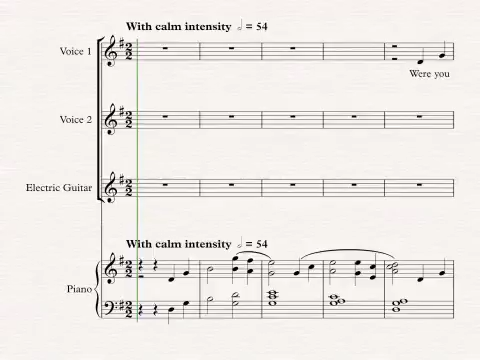 With calm intensity 𝅗𝅥 = 54
Voice 1
Were you
Voice 2
Electric Guitar
With calm intensity 𝅗𝅥 = 54
Piano